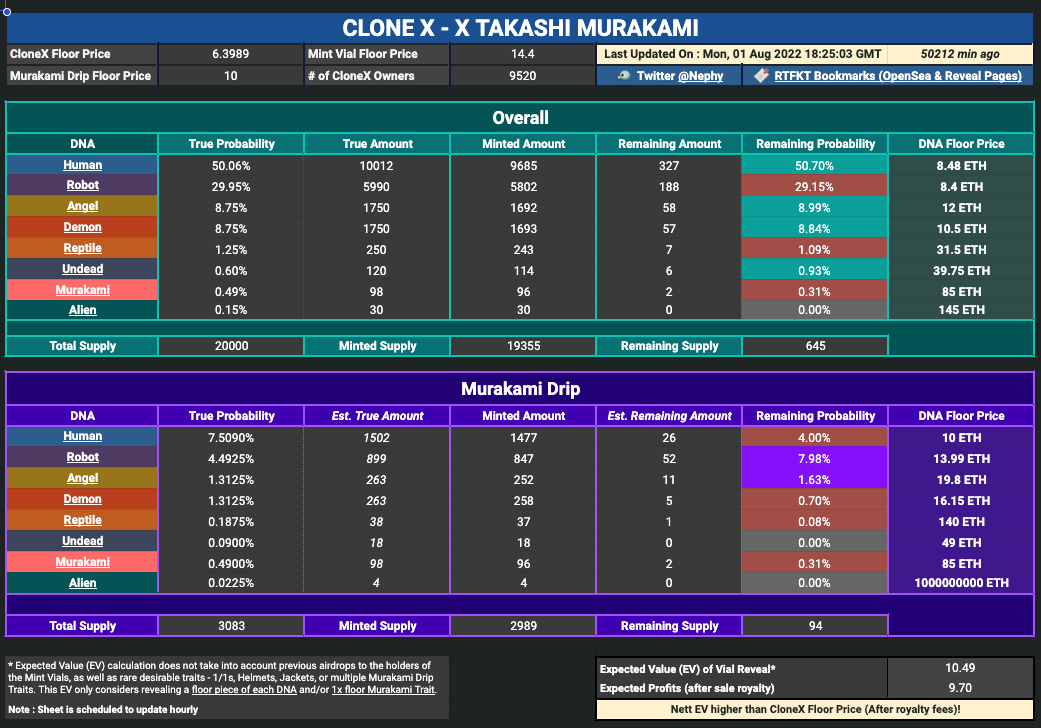 CLONE X - X TAKASHI MURAKAMI
CloneX Floor Price 6.3989 Mint Vial Floor Price 14.4 Last Updated On : Mon, 01 Aug 2022 18:25:03 GMT 50212 min ago
Murakami Drip Floor Price 10 # of CloneX Owners 9520 Twitter @Nephy RTFKT Bookmarks (OpenSea & Reveal Pages)
Overall
DNA True Probability True Amount Minted Amount Remaining Amount Remaining Probability DNA Floor Price
Human 50.06% 10012 9685 327 50.70% 8.48 ETH
Robot 29.95% 5990 5802 188 29.15% 8.4 ETH
Angel 8.75% 1750 1692 58 8.99% 12 ETH
Demon 8.75% 1750 1693 57 8.84% 10.5 ETH
Reptile 1.25% 250 243 7 1.09% 31.5 ETH
Undead 0.60% 120 114 6 0.93% 39.75 ETH
Murakami 0.49% 98 96 2 0.31% 85 ETH
Alien 0.15% 30 30 0 0.00% 145 ETH
Total Supply 20000 Minted Supply 19355 Remaining Supply 645
Murakami Drip
DNA True Probability Est. True Amount Minted Amount Est. Remaining Amount Remaining Probability DNA Floor Price
Human 7.5090% 1502 1477 26 4.00% 10 ETH
Robot 4.4925% 899 847 52 7.98% 13.99 ETH
Angel 1.3125% 263 252 11 1.63% 19.8 ETH
Demon 1.3125% 263 258 5 0.70% 16.15 ETH
Reptile 0.1875% 38 37 1 0.08% 140 ETH
Undead 0.0900% 18 18 0 0.00% 49 ETH
Murakami 0.4900% 98 96 2 0.31% 85 ETH
Alien 0.0225% 4 4 0 0.00% 1000000000 ETH
Total Supply 3083 Minted Supply 2989 Remaining Supply 94
* Expected Value (EV) calculation does not take into account previous airdrops to the holders of
the Mint Vials, as well as rare desirable traits - 1/1s, Helmets, Jackets, or multiple Murakami Drip
Traits. This EV only considers revealing a floor piece of each DNA and/or 1x floor Murakami Trait.
Note : Sheet is scheduled to update hourly
Expected Value (EV) of Vial Reveal* 10.49
Expected Profits (after sale royalty) 9.70
Nett EV higher than CloneX Floor Price (After royalty fees)!